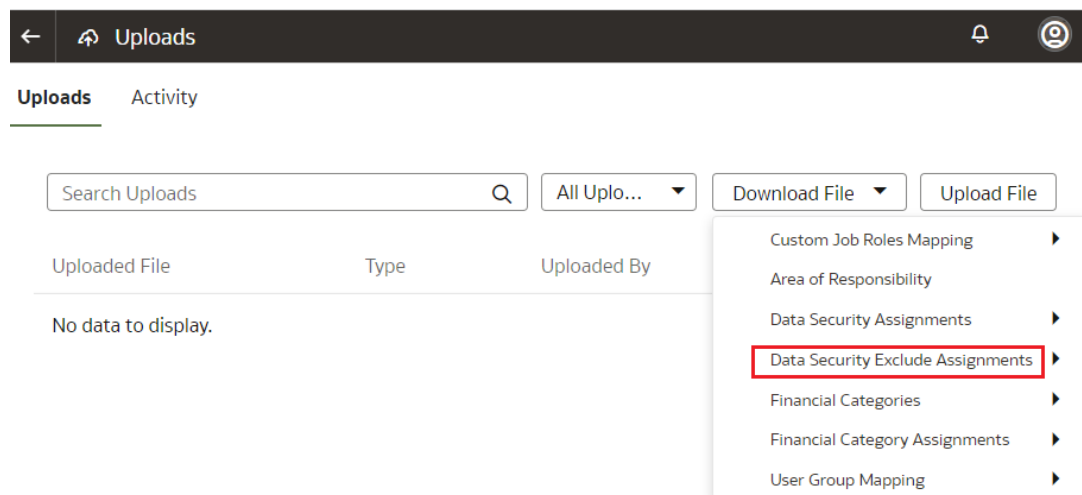 Uploads
Uploads Activity
Search Uploads All Uplo... Download File Upload File
Custom Job Roles Mapping
Uploaded File Type Uploaded By
Area of Responsibility
No data to display.
Data Security Assignments
Data Security Exclude Assignments
Financial Categories
Financial Category Assignments
User Group Mapping